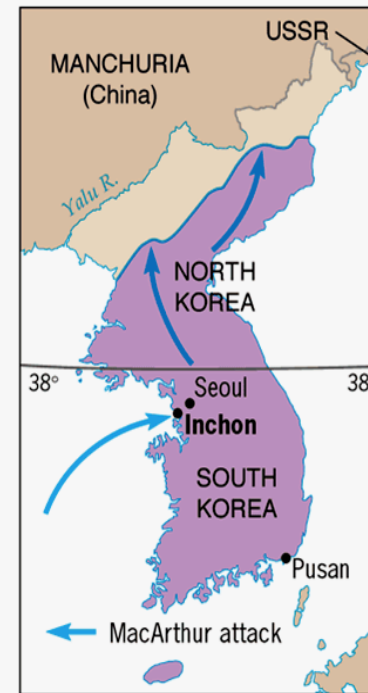 USSR
MANCHURIA
(China)
Yalu R.
NORTH
KOREA
38°
38
Seoul
Inchon
SOUTH
KOREA
Pusan
MacArthur attack